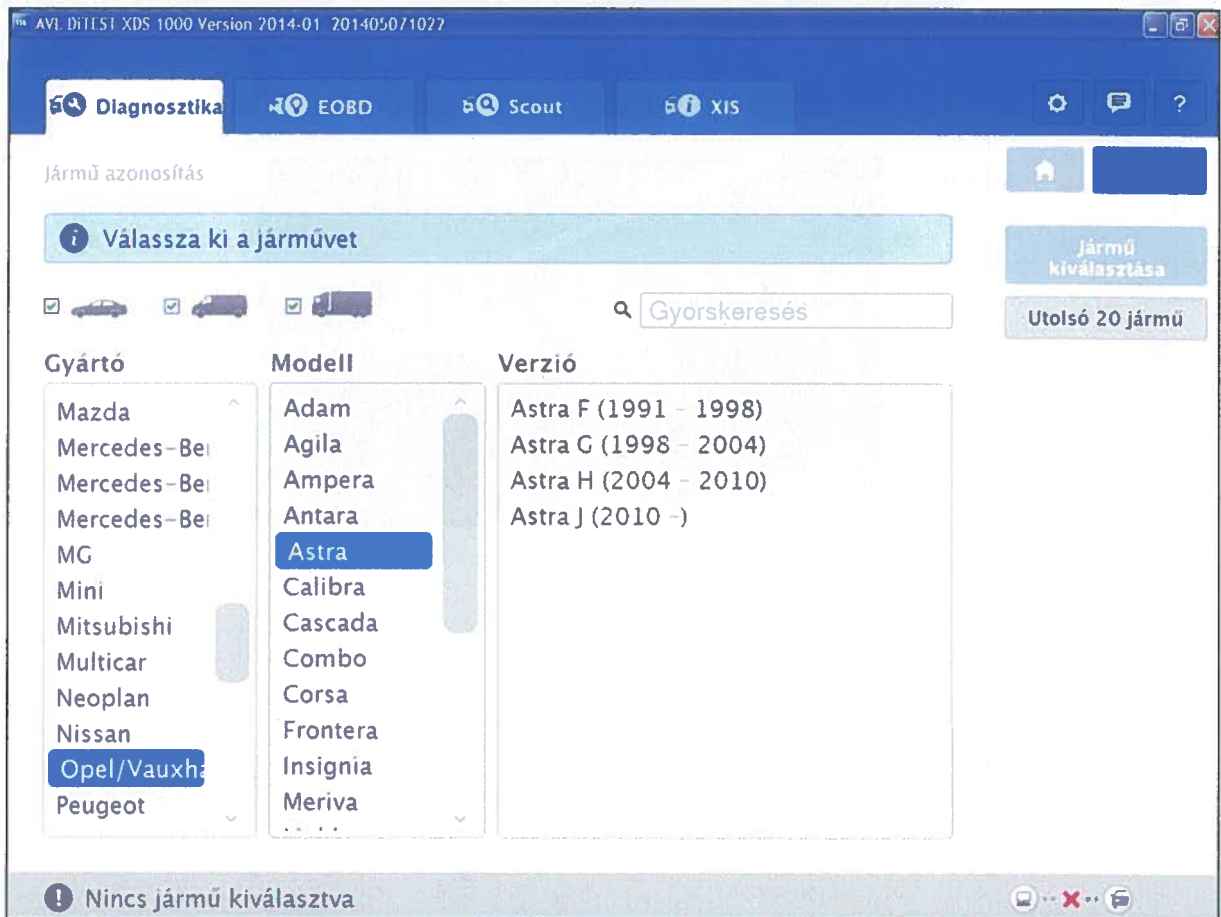 AVL DiTEST XDS 1000 Version 2014-01 201405071022
Diagnosztika
EOBD
Scout
XIS
?
Jármű azonosítás
Válassza ki a járművet
Jármű
kiválasztása
Gyorskeresés
Utolsó 20 jármű
Gyártó
Mazda
Mercedes-Be
Mercedes-Be
Mercedes-Be
MG
Mini
Mitsubishi
Multicar
Neoplan
Nissan
Opel/Vauxha
Peugeot
Modell
Adam
Agila
Ampera
Antara
Astra
Calibra
Cascada
Combo
Corsa
Frontera
Insignia
Meriva
Verzió
Astra F (1991 - 1998)
Astra G (1998 - 2004)
Astra H (2004 - 2010)
Astra J (2010 -)
Nincs jármű kiválasztva